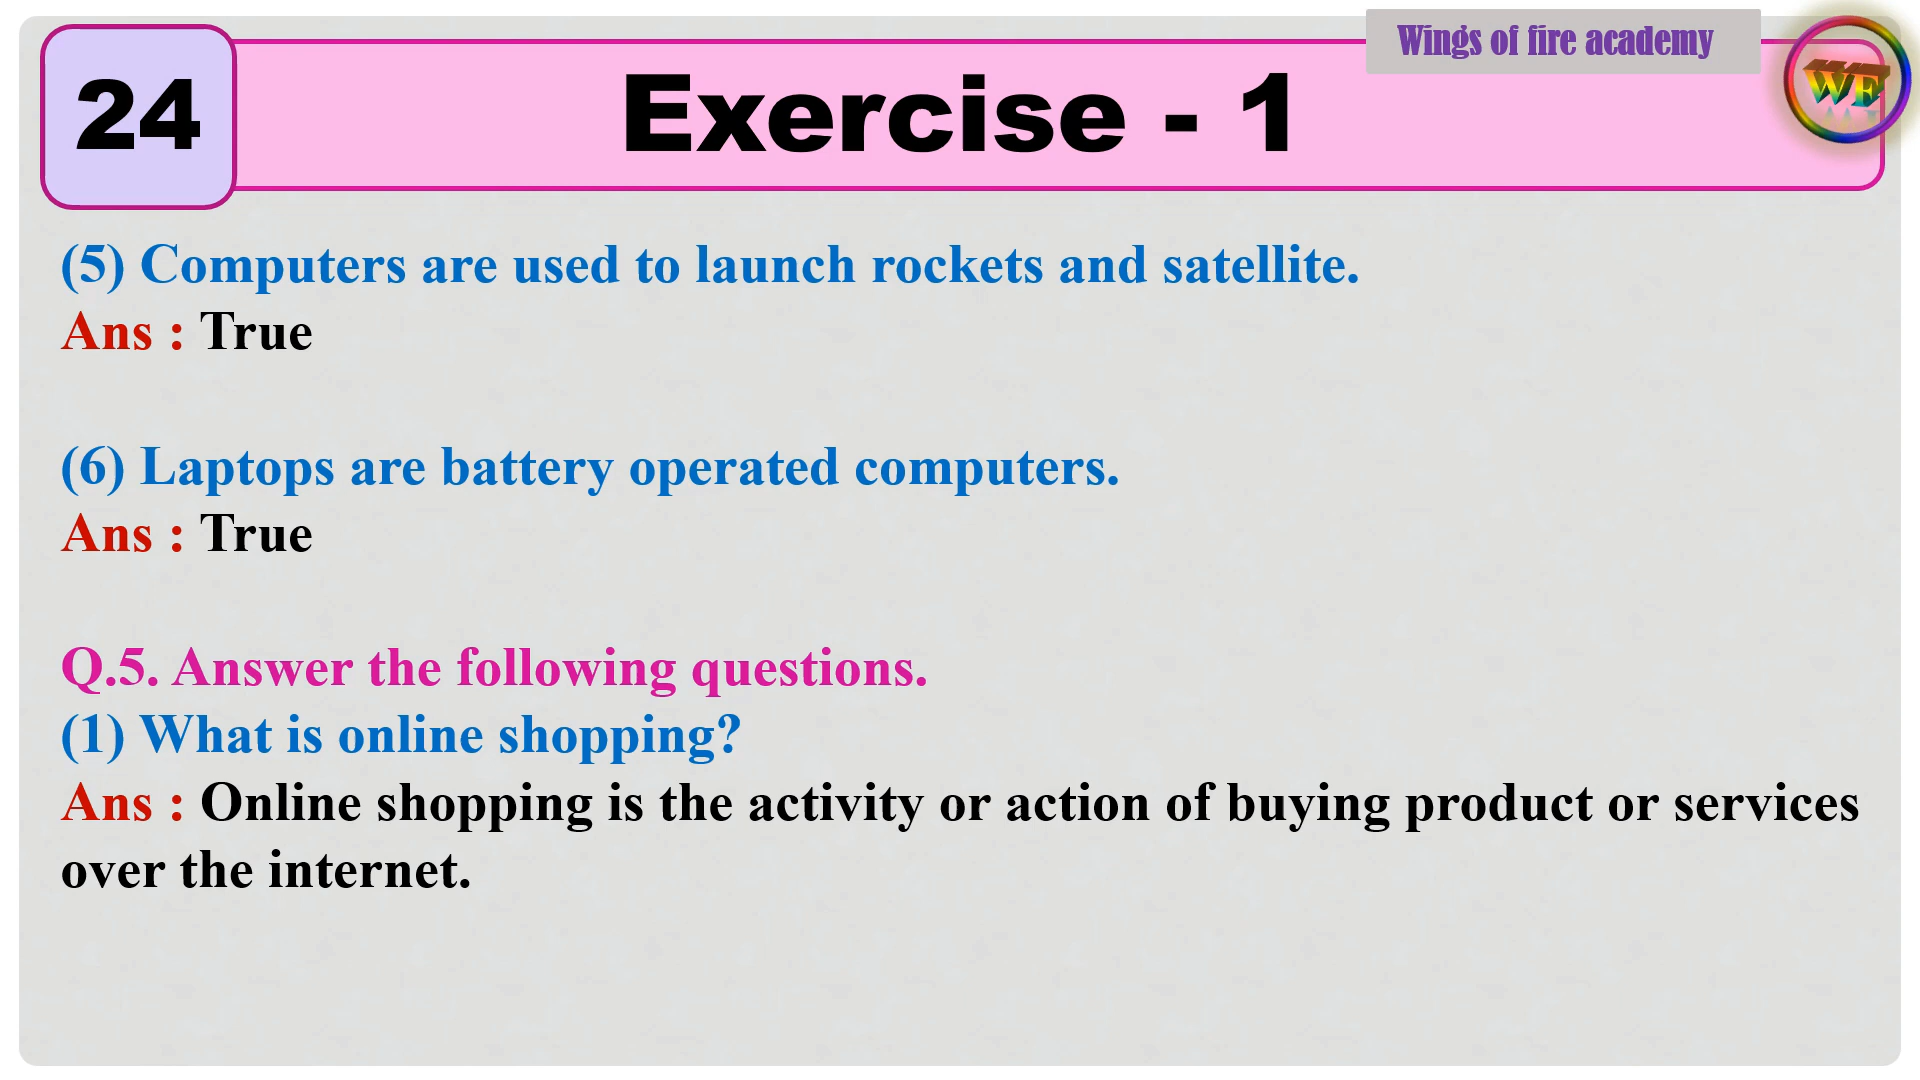 Wings of fire academy
WE
24
Exercise - 1
(5) Computers are used to launch rockets and satellite.
Ans : True
(6) Laptops are battery operated computers.
Ans : True
Q.5. Answer the following questions.
(1) What is online shopping?
Ans : Online shopping is the activity or action of buying product or services
over the internet.